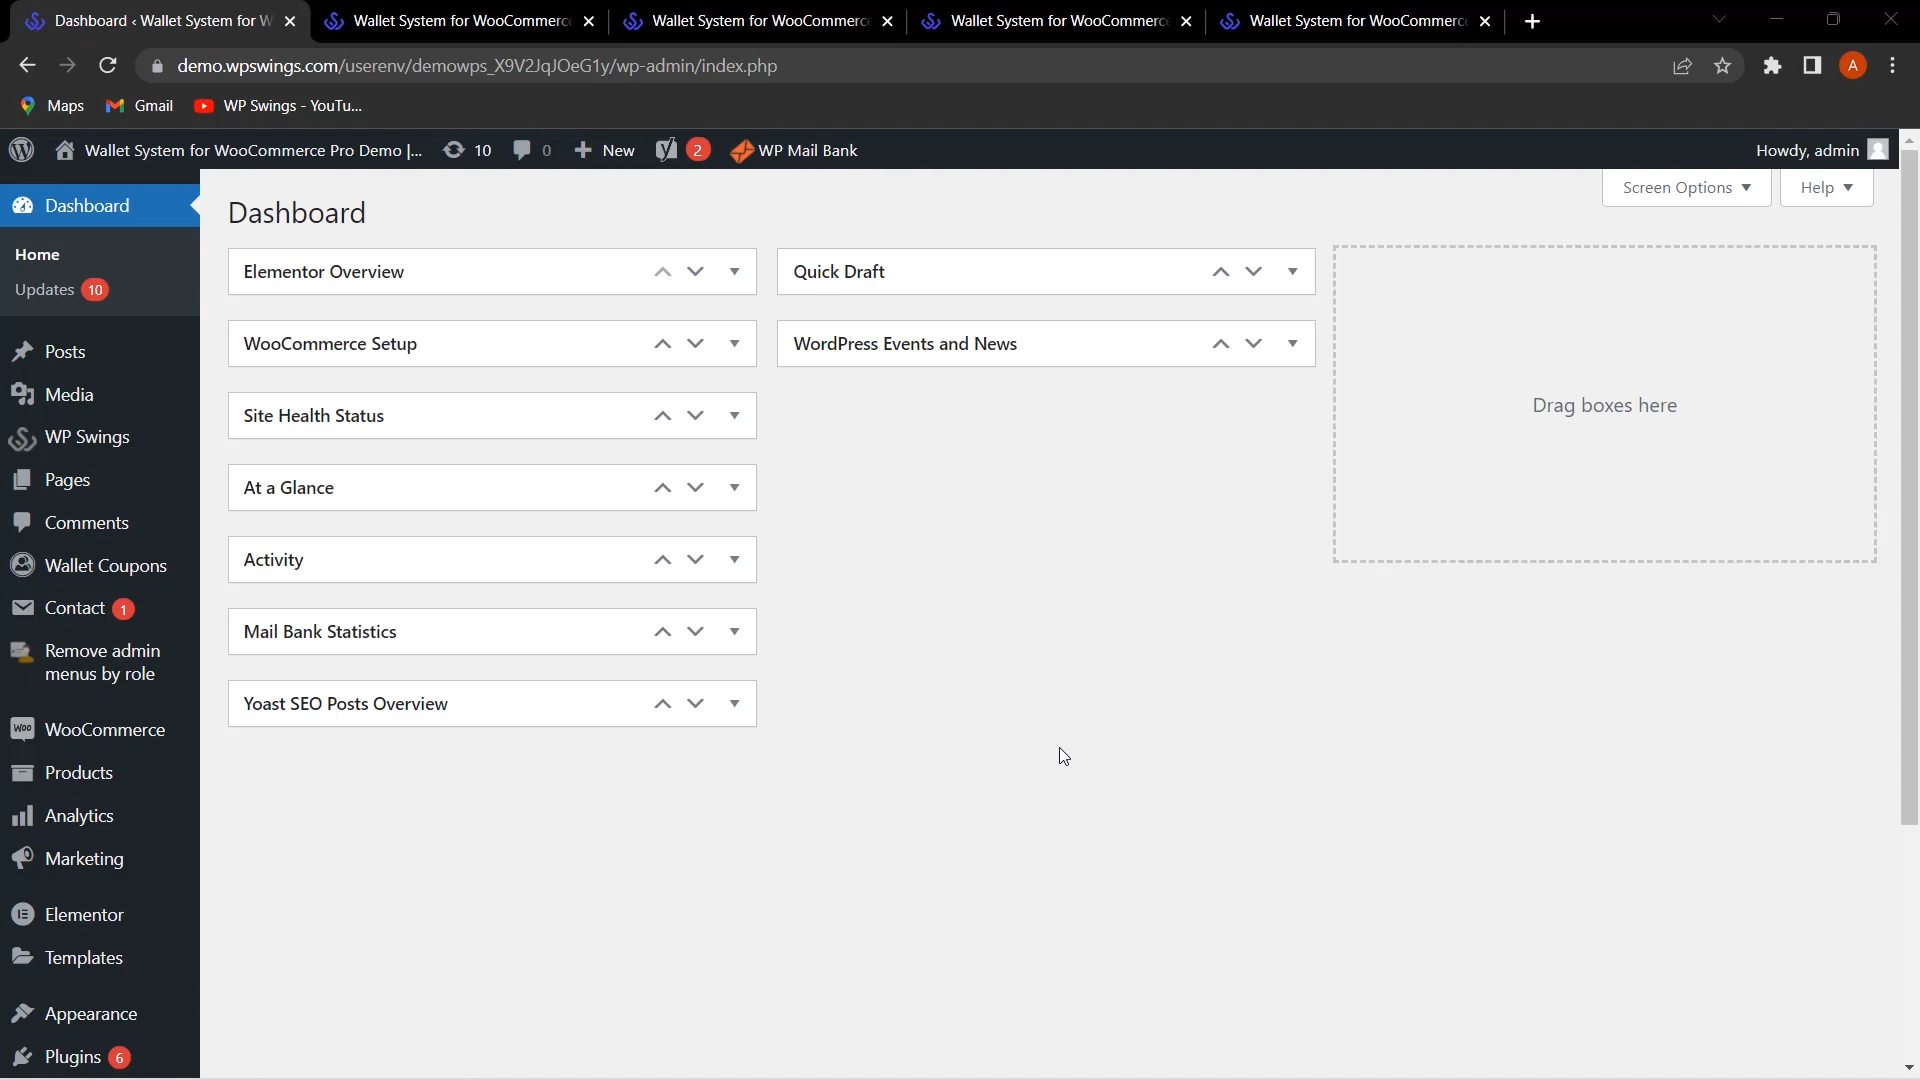 Dashboard ‹ Wallet System for W
Wallet System for WooCommerc
Wallet System for WooCommerc
Wallet System for WooCommerc
Wallet System for WooCommerc
demo.wpswings.com/userenv/demowps_X9V2JqJOeG1y/wp-admin/index.php
A
Maps
Gmail
WP Swings - YouTu...
Wallet System for WooCommerce Pro Demo |...
10
0
New
2
WP Mail Bank
Howdy, admin
Dashboard
Home
Updates 10
Posts
Media
WP Swings
Pages
Comments
Wallet Coupons
Contact 1
Remove admin
menus by role
Woo
WooCommerce
Products
Analytics
Marketing
Elementor
Templates
Appearance
Plugins 6
Screen Options
Help
Dashboard
Elementor Overview
WooCommerce Setup
Site Health Status
At a Glance
Activity
Mail Bank Statistics
Yoast SEO Posts Overview
Quick Draft
WordPress Events and News
Drag boxes here